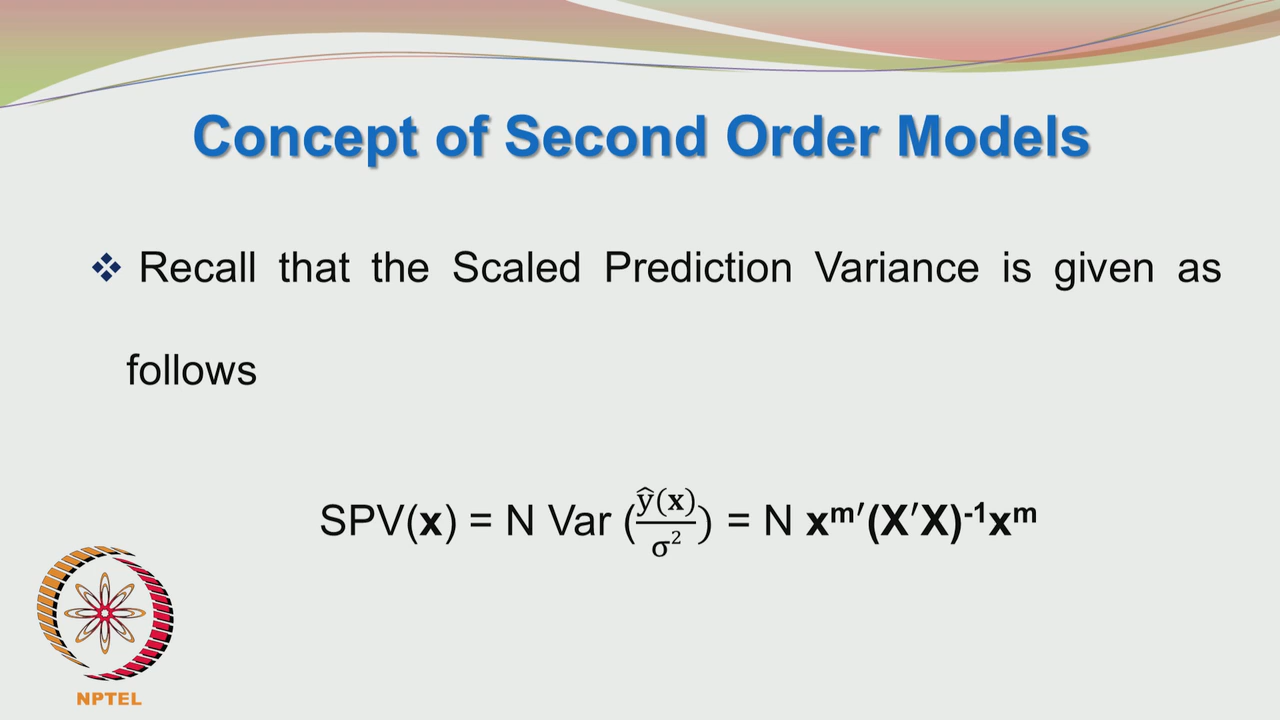 Concept of Second Order Models
❖ Recall that the Scaled Prediction Variance is given as
follows
SPV(x) = N Var (ŷ(x)/σ²) = N xᵐ′(X′X)⁻¹xᵐ
NPTEL